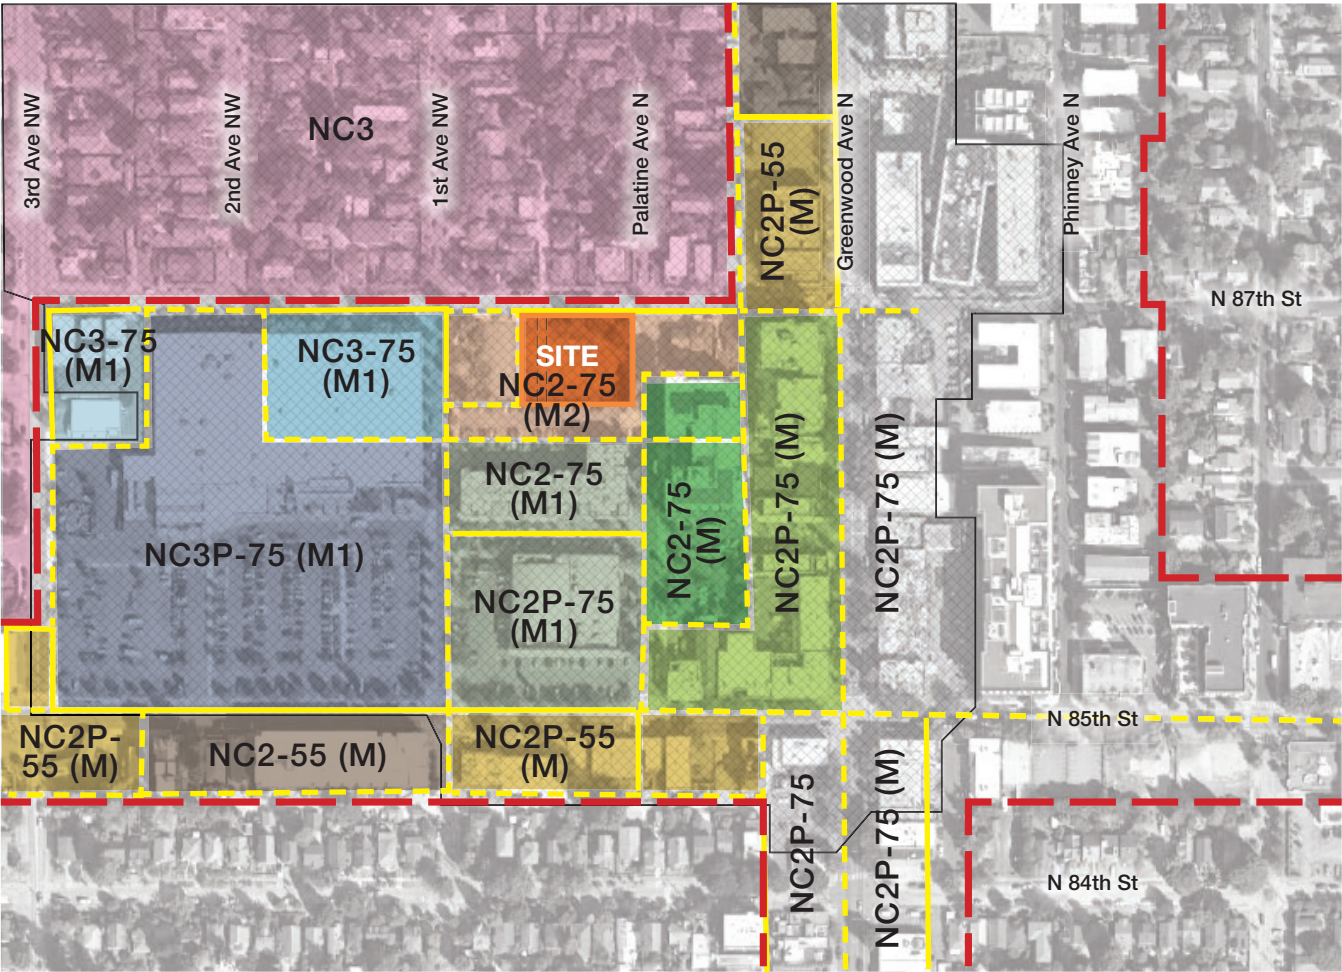 3rd Ave NW
2nd Ave NW
NC3
1st Ave NW
Palatine Ave N
NC2P-55
(M)
Greenwood Ave N
Phinney Ave N
N 87th St
NC3-75
(M1)
NC3-75
(M1)
SITE
NC2-75
(M2)
NC2-75
(M1)
NC2-75
(M)
NC2P-75 (M)
NC2P-75 (M)
NC3P-75 (M1)
NC2P-75
(M1)
N 85th St
NC2P-
55 (M)
NC2-55 (M)
NC2P-55
(M)
NC2P-75
NC2P-75 (M)
N 84th St